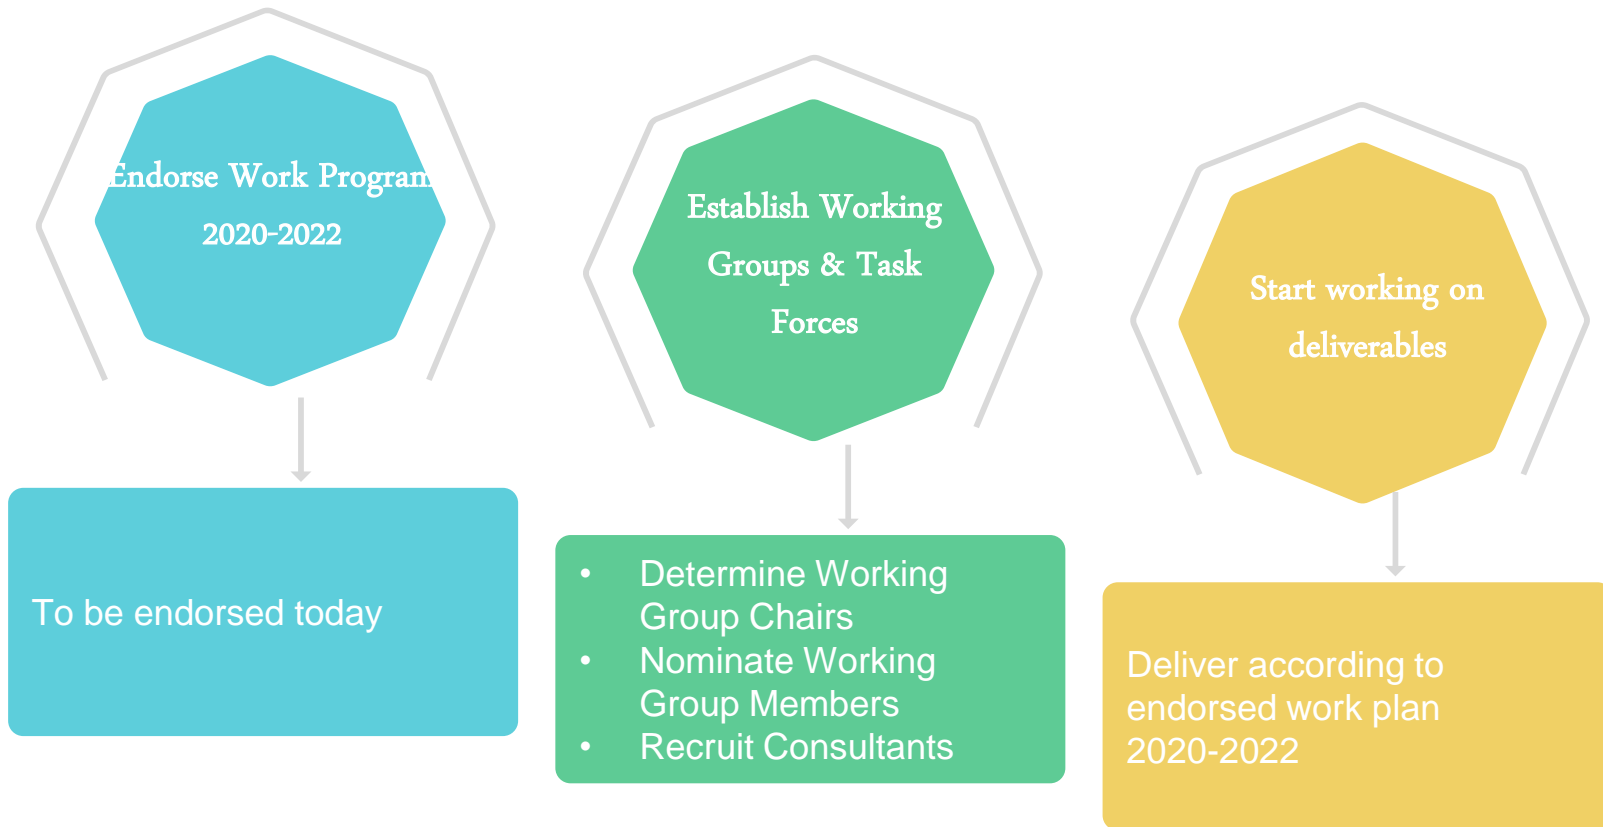 Endorse Work Program
2020-2022
To be endorsed today
Establish Working
Groups & Task
Forces
• Determine Working
Group Chairs
• Nominate Working
Group Members
• Recruit Consultants
Start working on
deliverables
Deliver according to
endorsed work plan
2020-2022